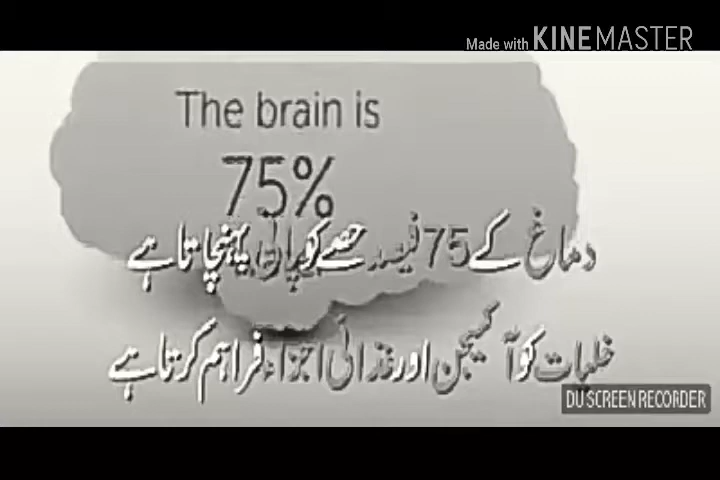 Made with KINEMASTER
The brain is
75%
دماغ کے 75 فیصد حصے کو پانی پہنچاتا ہے
خلیات کو آکسیجن اور غذائی اجزاء فراہم کرتا ہے
DU SCREEN RECORDER